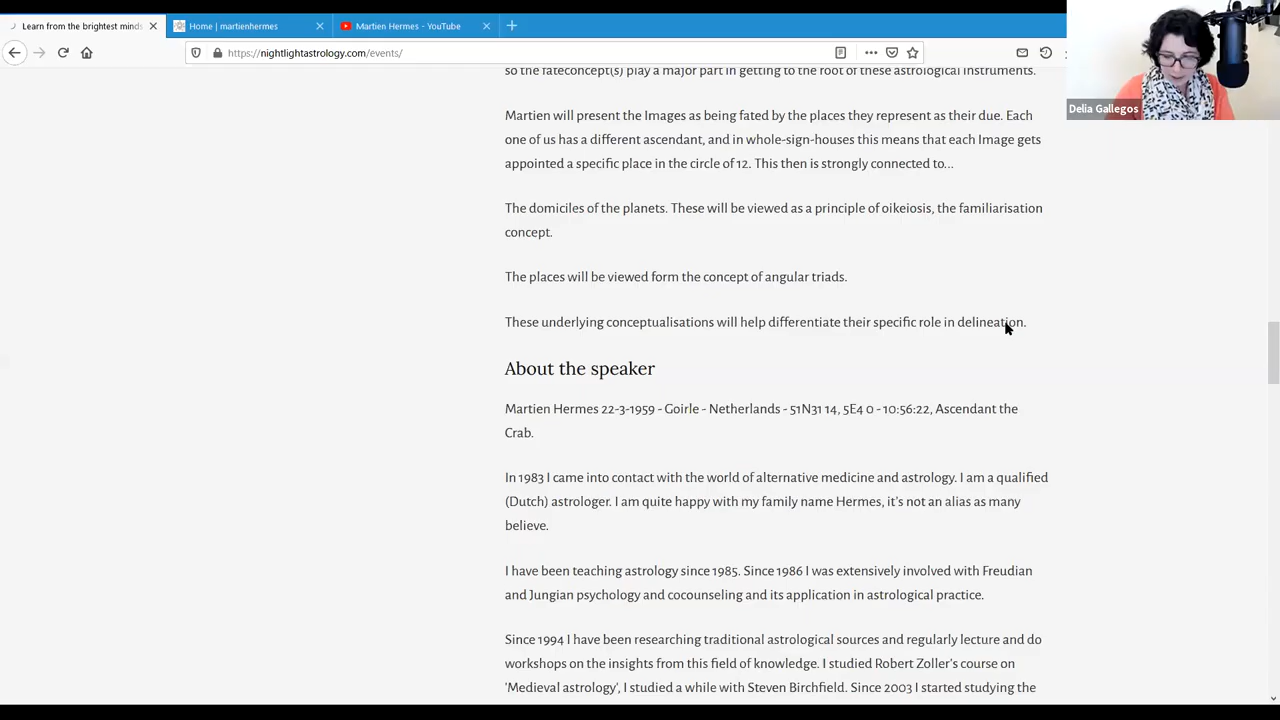 Learn from the brightest minds
Home | martienhermes
Martien Hermes - YouTube
https://nightlightastrology.com/events/
Delia Gallegos
so the fateconcept(s) play a major part in getting to the root of these astrological instruments.
Martien will present the Images as being fated by the places they represent as their due. Each
one of us has a different ascendant, and in whole-sign-houses this means that each Image gets
appointed a specific place in the circle of 12. This then is strongly connected to...
The domiciles of the planets. These will be viewed as a principle of oikeiosis, the familiarisation
concept.
The places will be viewed form the concept of angular triads.
These underlying conceptualisations will help differentiate their specific role in delineation.
About the speaker
Martien Hermes 22-3-1959 - Goirle - Netherlands - 51N31 14, 5E4 0 - 10:56:22, Ascendant the
Crab.
In 1983 I came into contact with the world of alternative medicine and astrology. I am a qualified
(Dutch) astrologer. I am quite happy with my family name Hermes, it's not an alias as many
believe.
I have been teaching astrology since 1985. Since 1986 I was extensively involved with Freudian
and Jungian psychology and cocounseling and its application in astrological practice.
Since 1994 I have been researching traditional astrological sources and regularly lecture and do
workshops on the insights from this field of knowledge. I studied Robert Zoller's course on
'Medieval astrology', I studied a while with Steven Birchfield. Since 2003 I started studying the